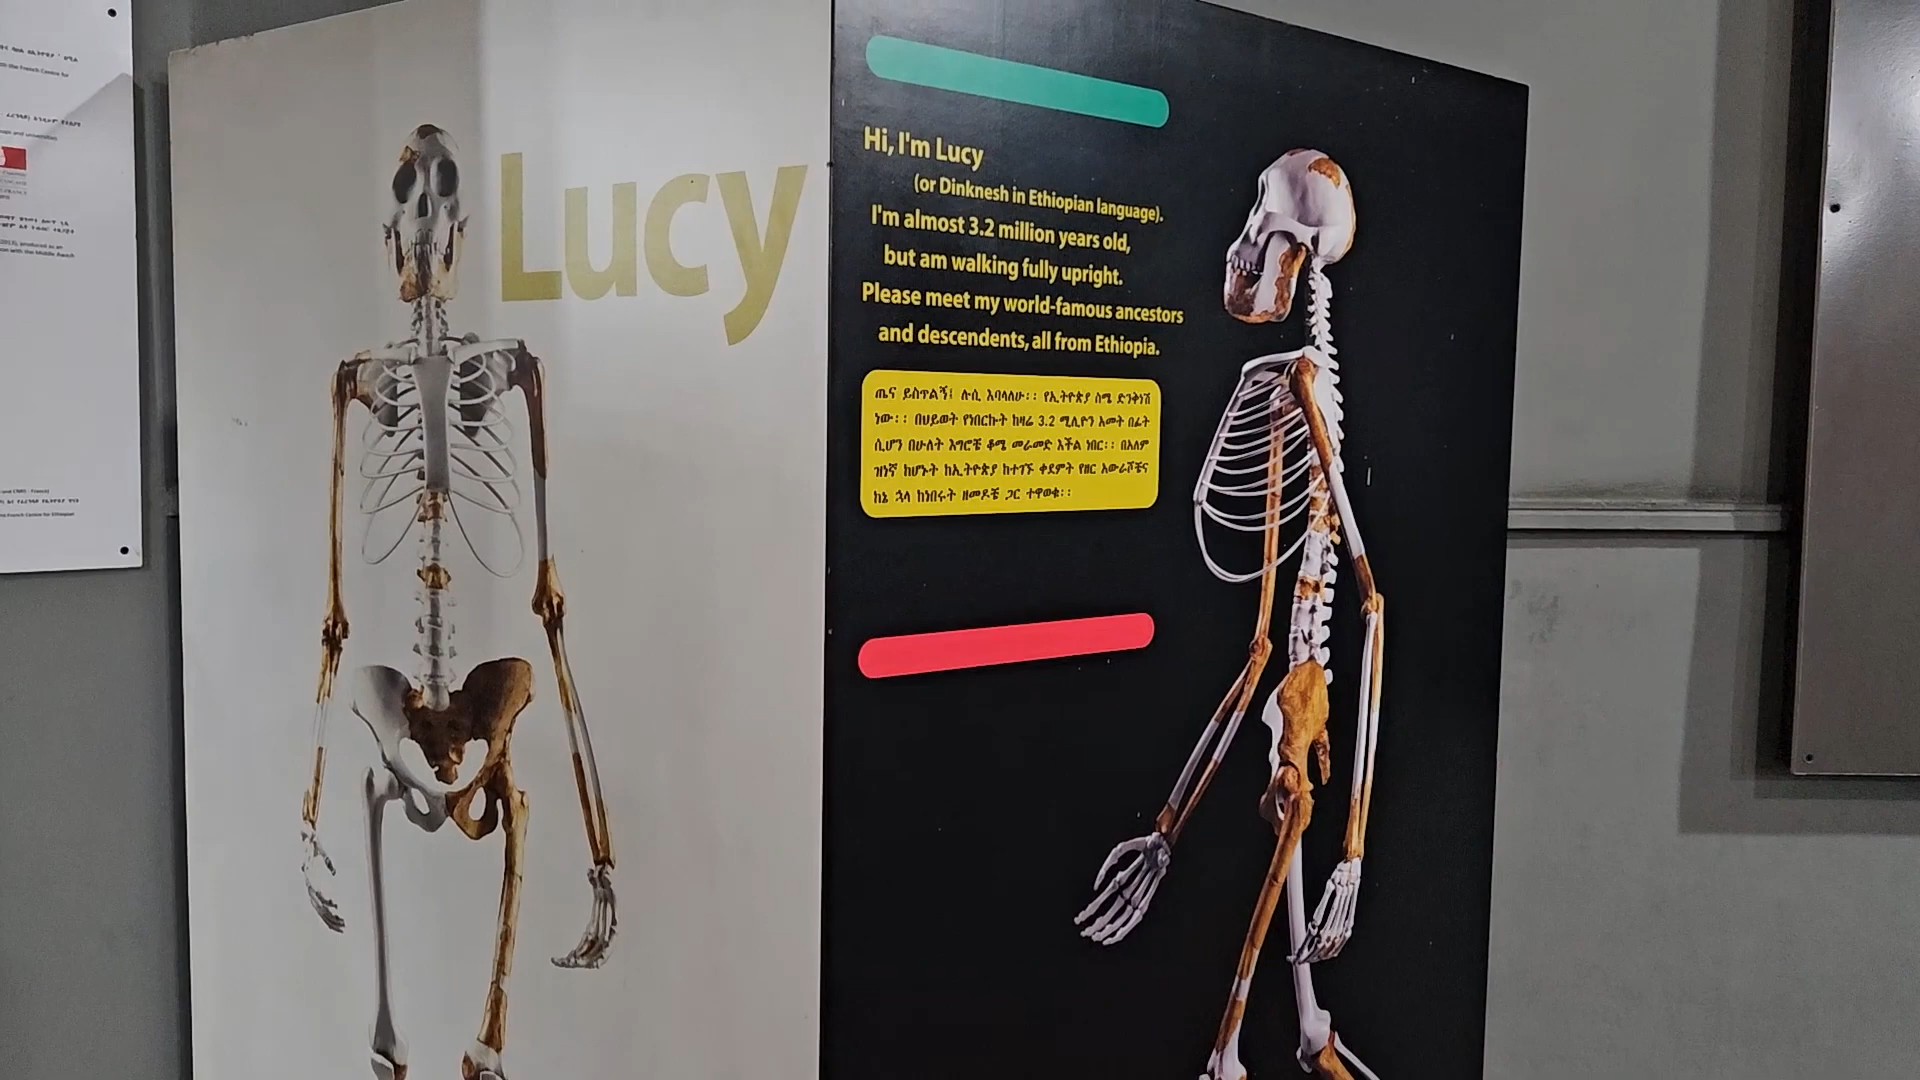 Lucy
Hi, I'm Lucy
(or Dinknesh in Ethiopian language).
I'm almost 3.2 million years old,
but am walking fully upright.
Please meet my world-famous ancestors
and descendents, all from Ethiopia.
ጤና ይስጥልኝ፤ ሉሲ እባላለሁ፡፡ የኢትዮጵያ ስሜ ድንቅነሽ
ነው፡፡ በህይወት የነበርኩት ከዛሬ 3.2 ሚሊዮን አመት በፊት
ሲሆን በሁለት እግሮቼ ቆሜ መራመድ እችል ነበር፡፡ በአለም
ዝነኛ ከሆኑት ከኢትዮጵያ ከተገኙ ቀደምት የዘር አውራሾቼና
ከኔ ኋላ ከነበሩት ዘመዶቼ ጋር ተዋወቁ፡፡